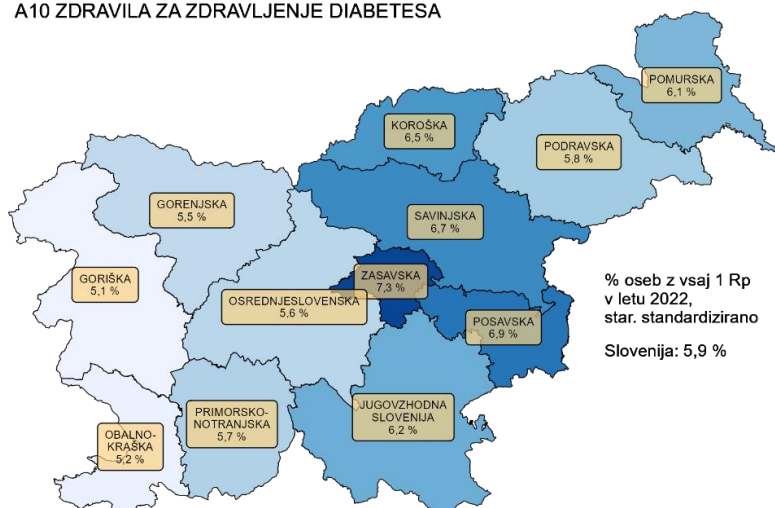 A10 ZDRAVILA ZA ZDRAVLJENJE DIABETESA
POMURSKA
6,1 %
KOROŠKA
6,5 %
PODRAVSKA
5,8 %
GORENJSKA
5,5 %
SAVINJSKA
6,7 %
GORIŠKA
5,1 %
ZASAVSKA
7,3 %
OSREDNJESLOVENSKA
5,6 %
POSAVSKA
6,9 %
% oseb z vsaj 1 Rp
v letu 2022,
star. standardizirano
Slovenija: 5,9 %
PRIMORSKO-
NOTRANJSKA
5,7 %
JUGOVZHODNA
SLOVENIJA
6,2 %
OBALNO-
KRAŠKA
5,2 %